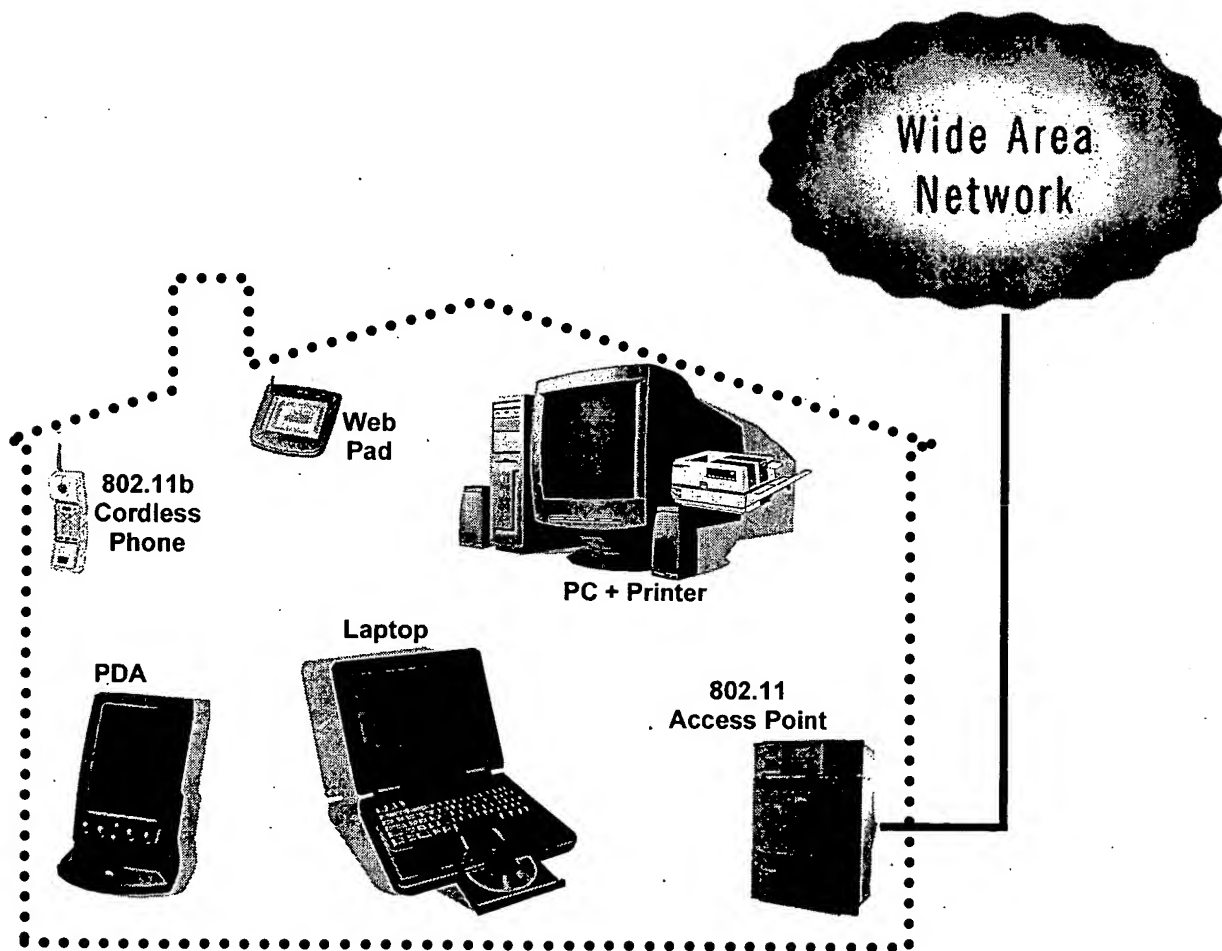 Wide Area
Network
Web
Pad
802.11b
Cordless
Phone
PC + Printer
Laptop
PDA
802.11
Access Point